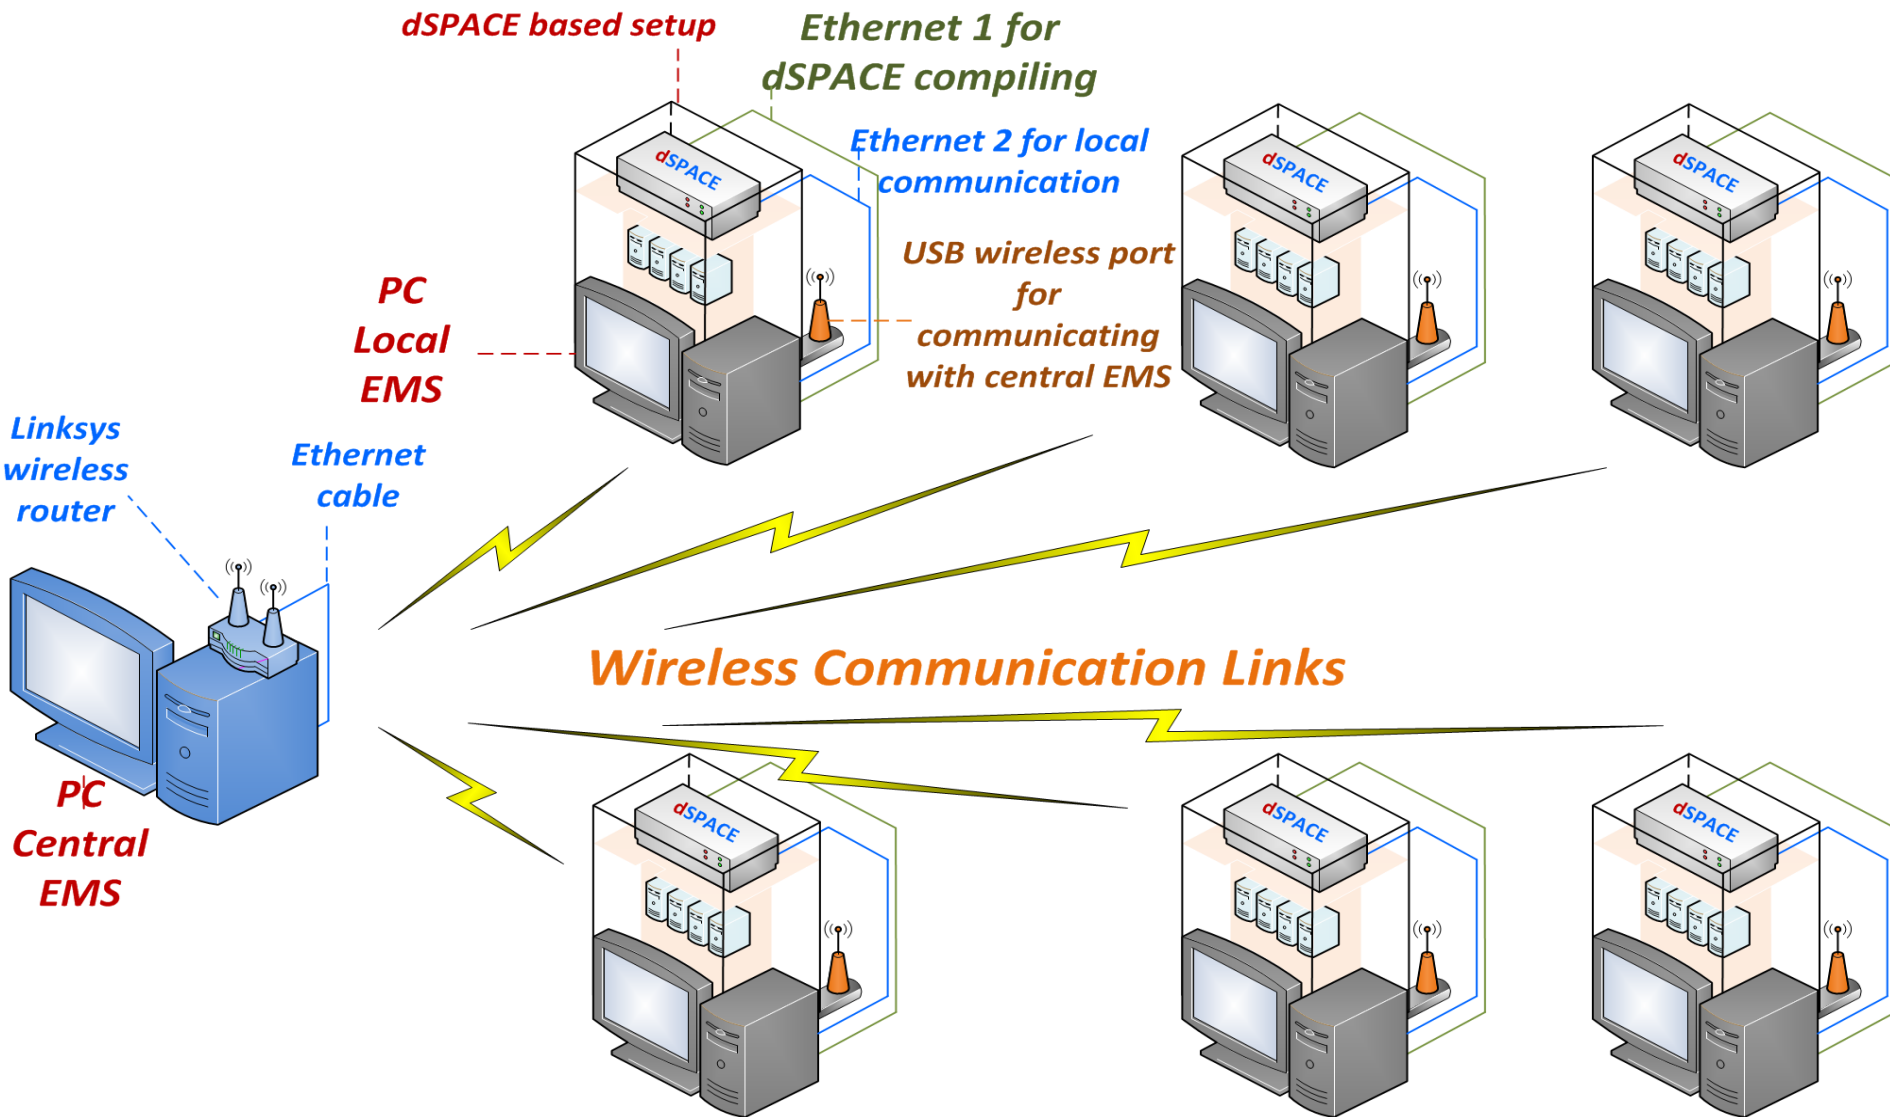 dSPACE based setup
Ethernet 1 for
dSPACE compiling
Ethernet 2 for local
communication
dSPACE
dSPACE
dSPACE
USB wireless port
for
communicating
with central EMS
PC
Local
EMS
Linksys
wireless
router
Ethernet
cable
Wireless Communication Links
PC
Central
EMS
dSPACE
dSPACE
dSPACE